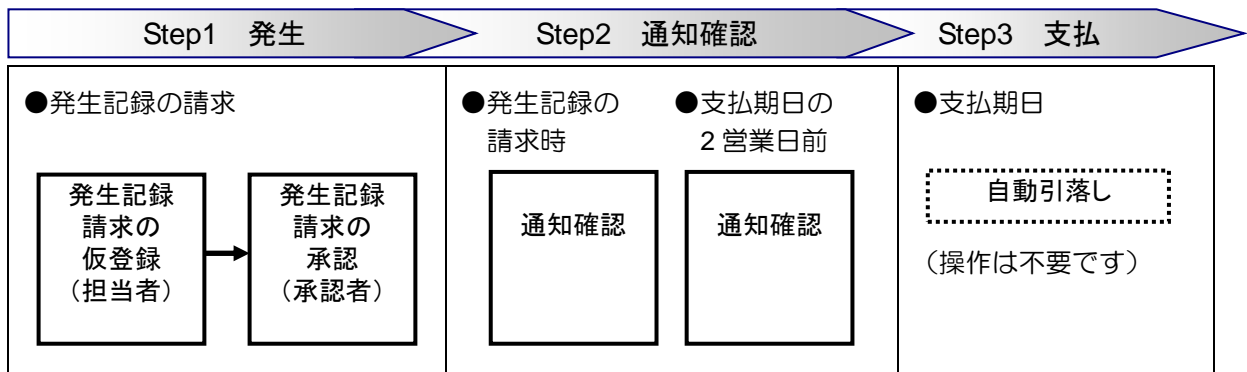 Step1 発生
Step2 通知確認
Step3 支払
●発生記録の請求
発生記録
請求の
仮登録
(担当者)
発生記録
請求の
承認
(承認者)
●発生記録の
請求時
通知確認
●支払期日の
2営業日前
通知確認
●支払期日
自動引落し
(操作は不要です)